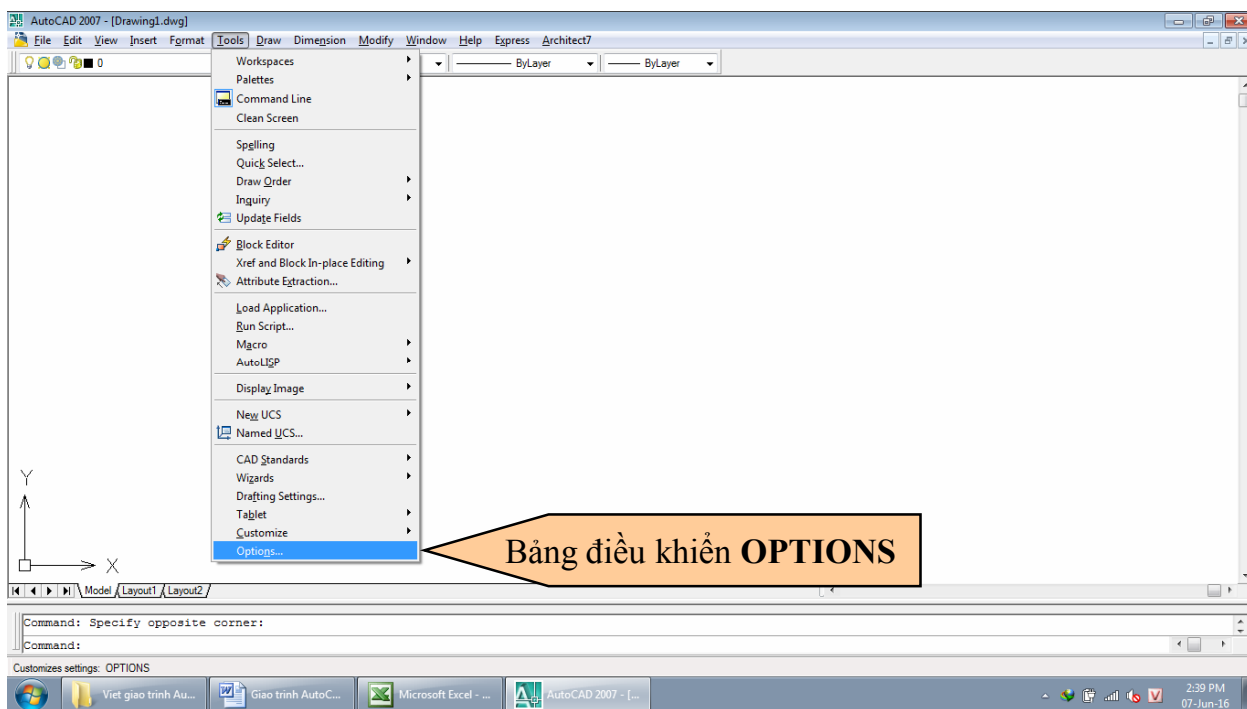 AutoCAD 2007 - [Drawing1.dwg]
File Edit View Insert Format Tools Draw Dimension Modify Window Help Express Architect7
0 ByLayer ByLayer
Workspaces
Palettes
Command Line
Clean Screen
Spelling
Quick Select...
Draw Order
Inquiry
Update Fields
Block Editor
Xref and Block In-place Editing
Attribute Extraction...
Load Application...
Run Script...
Macro
AutoLISP
Display Image
New UCS
Named UCS...
CAD Standards
Wizards
Drafting Settings...
Tablet
Customize
Options...
Bảng điều khiển OPTIONS
Y
X
Model Layout1 Layout2
Command: Specify opposite corner:
Command:
Customizes settings: OPTIONS
Viet giao trinh Au... Giao trinh AutoC... Microsoft Excel - ... AutoCAD 2007 - [... 2:39 PM
07-Jun-16